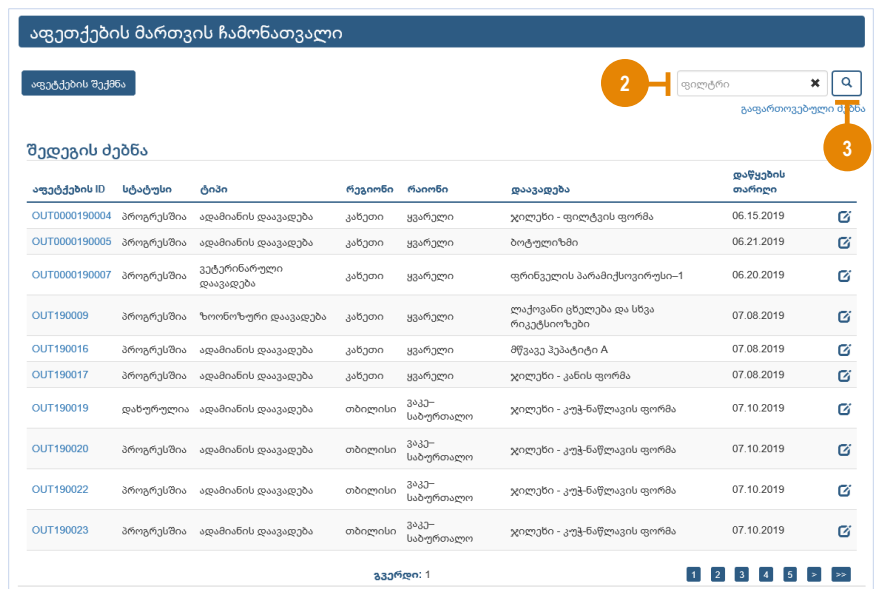 აფეთქების მართვის ჩამონათვალი
აფეტქების შექმნა
2
ფილტრი
გაფართოვებული ძებნა
3
შედეგის ძებნა
აფეტქების ID სტატუსი ტიპი რეგიონი რაიონი დაავადება დაწყების თარიღი
OUT0000190004 პროგრესშია ადამიანის დაავადება კახეთი ყვარელი ჯილეხი - ფილტვის ფორმა 06.15.2019
OUT0000190005 პროგრესშია ადამიანის დაავადება კახეთი ყვარელი ბოტულიზმი 06.21.2019
OUT0000190007 პროგრესშია ვეტერინარული დაავადება კახეთი ყვარელი ფრინველის პარამიქსოვირუსი–1 06.20.2019
OUT190009 პროგრესშია ზოონოზური დაავადება კახეთი ყვარელი ლაქოვანი ცხელება და სხვა რიკეტსიოზები 07.08.2019
OUT190016 პროგრესშია ადამიანის დაავადება კახეთი ყვარელი მწვავე ჰეპატიტი A 07.08.2019
OUT190017 პროგრესშია ადამიანის დაავადება კახეთი ყვარელი ჯილეხი - კანის ფორმა 07.08.2019
OUT190019 დახურულია ადამიანის დაავადება თბილისი ვაკე–საბურთალო ჯილეხი - კუჭ-ნაწლავის ფორმა 07.10.2019
OUT190020 პროგრესშია ადამიანის დაავადება თბილისი ვაკე–საბურთალო ჯილეხი - კუჭ-ნაწლავის ფორმა 07.10.2019
OUT190022 პროგრესშია ადამიანის დაავადება თბილისი ვაკე–საბურთალო ჯილეხი - კუჭ-ნაწლავის ფორმა 07.10.2019
OUT190023 პროგრესშია ადამიანის დაავადება თბილისი ვაკე–საბურთალო ჯილეხი - კუჭ-ნაწლავის ფორმა 07.10.2019
გვერდი: 1 1 2 3 4 5 > >>